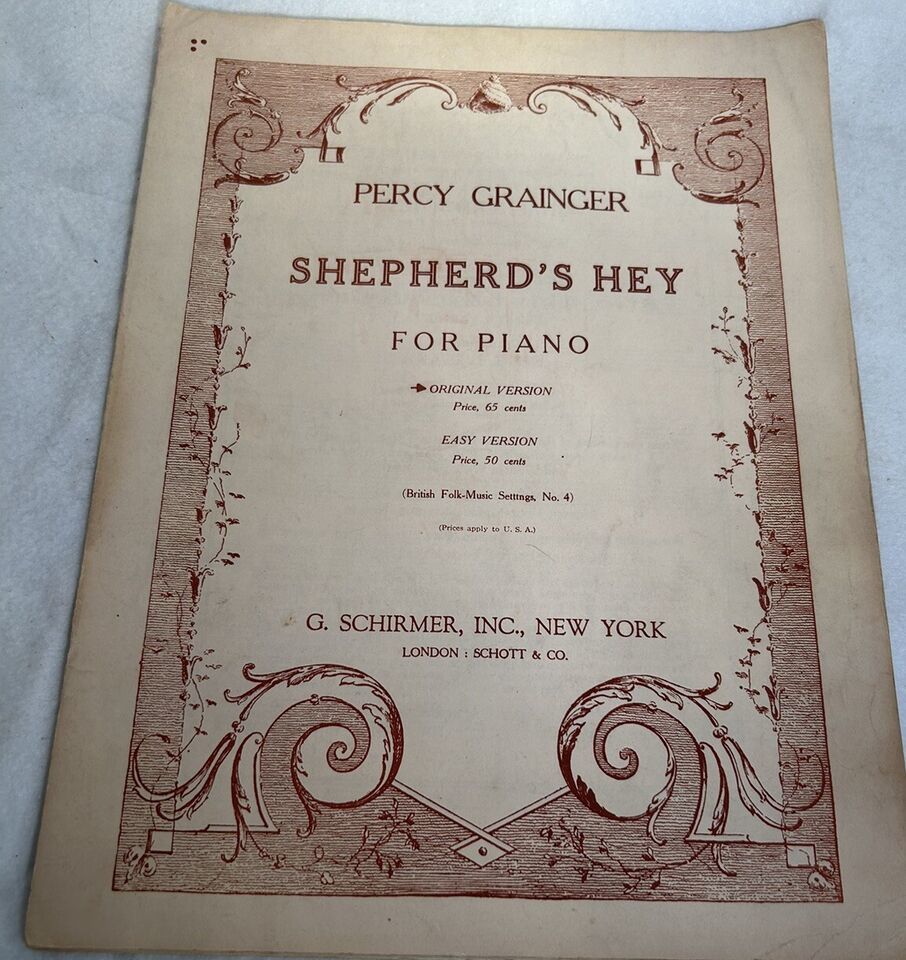 PERCY GRAINGER
SHEPHERD'S HEY
FOR PIANO
ORIGINAL VERSION
Price, 65 cents
EASY VERSION
Price, 50 cents
(British Folk-Music Setttngs, No. 4)
(Prices apply to U. S. A.)
G. SCHIRMER, INC., NEW YORK
LONDON : SCHOTT & CO.